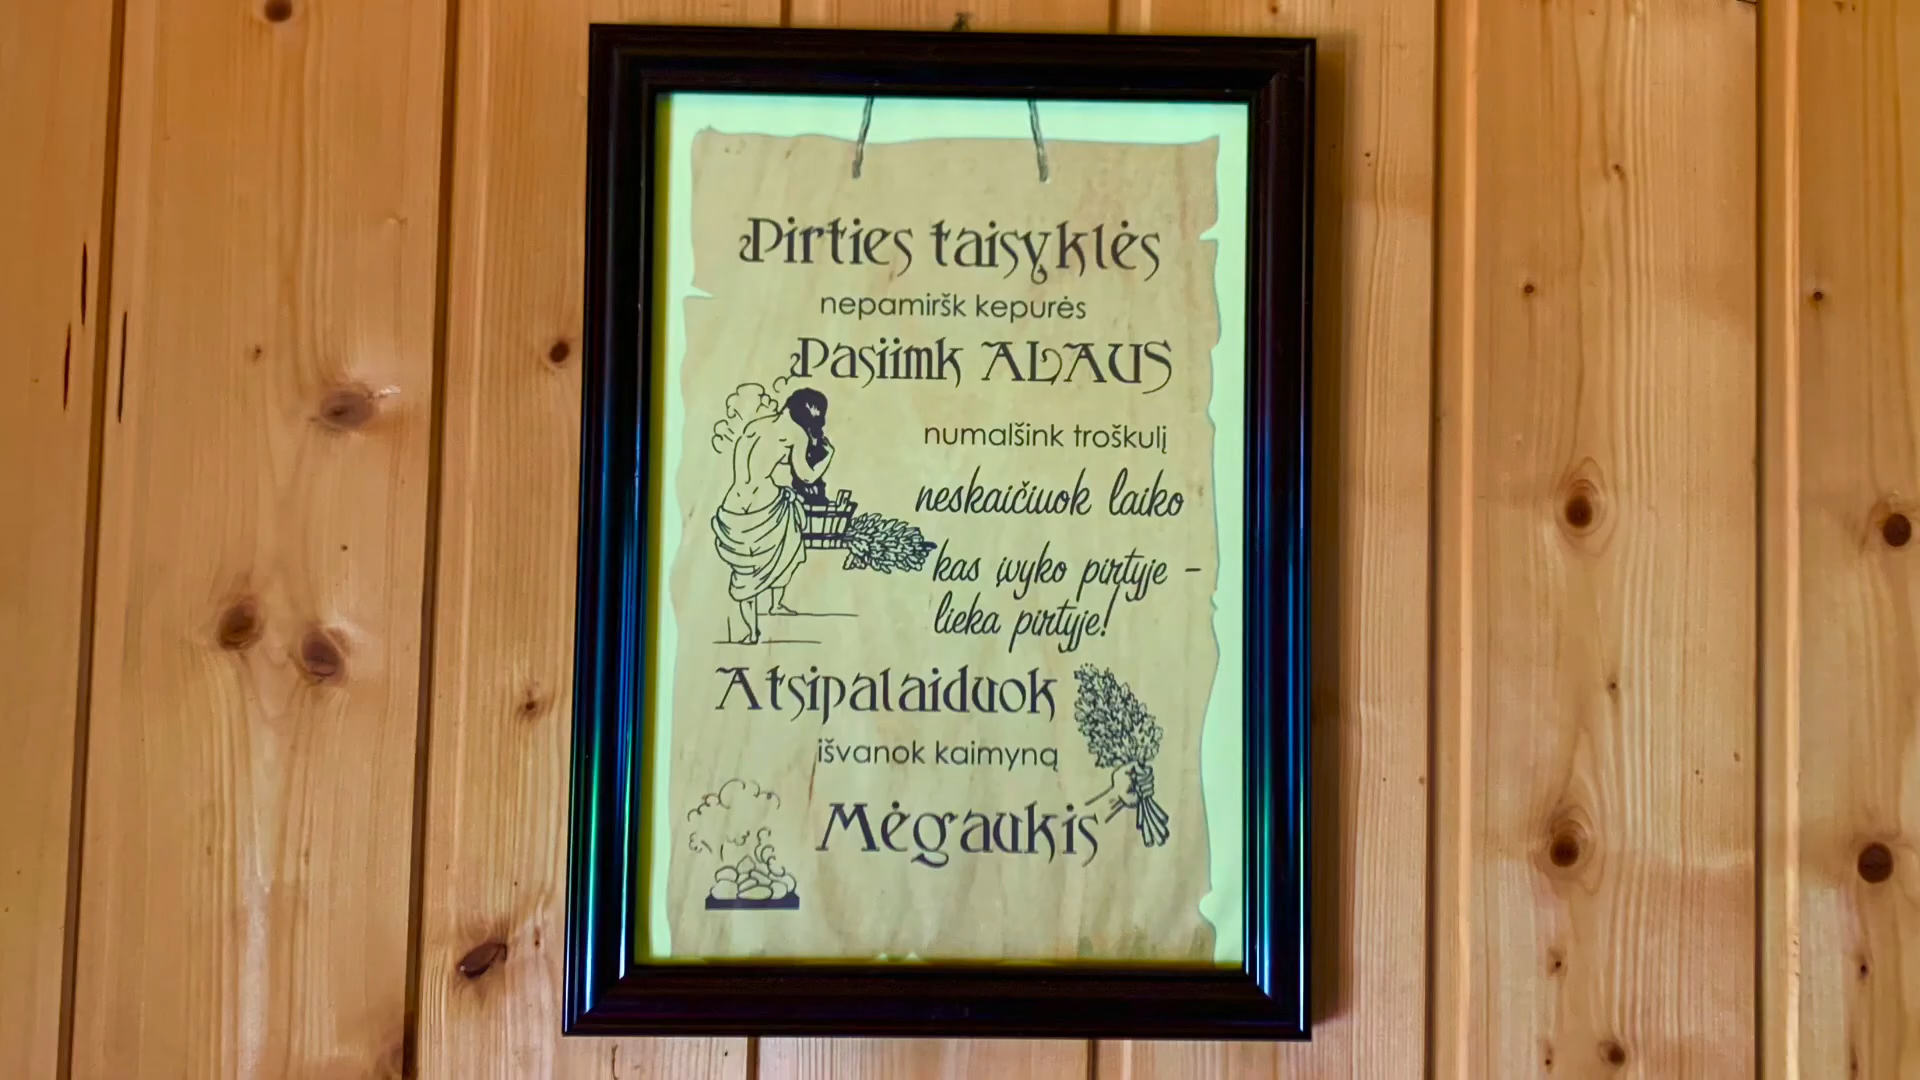 Pirties taisyklės
nepamiršk kepurės
Pasiimk ALAUS
numalšink troškulį
neskaičiuok laiko
kas įvyko pirtyje -
lieka pirtyje!
Atsipalaiduok
išvanok kaimyną
Mėgaukis